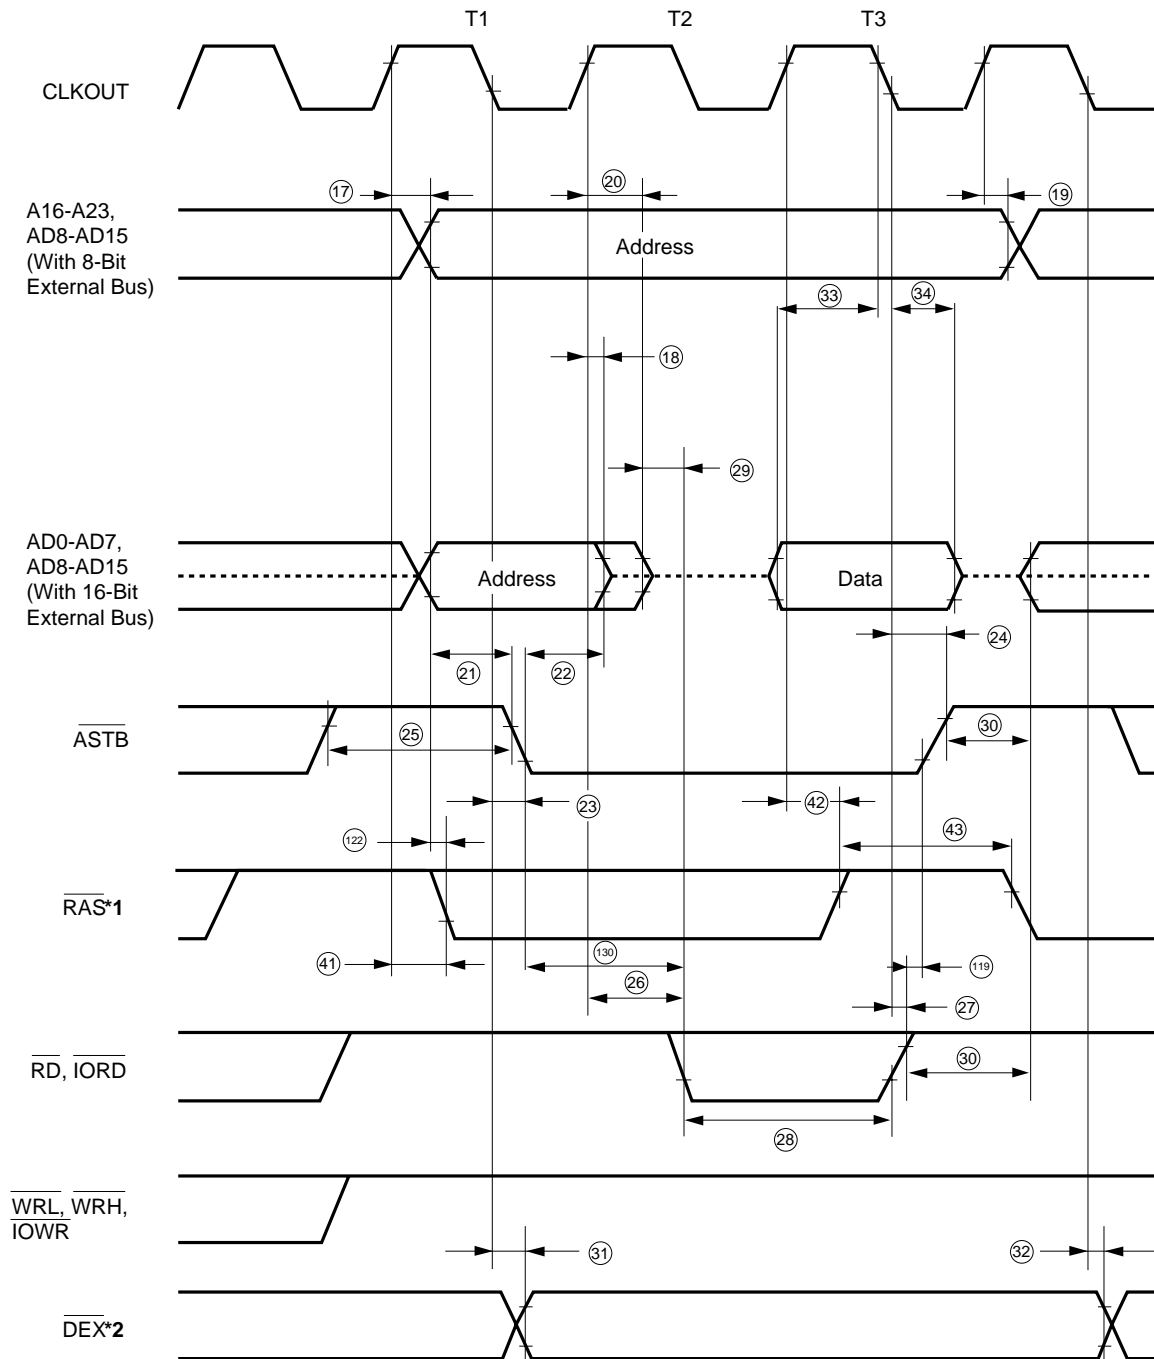 T1 T2 T3
CLKOUT
17 20 19
A16-A23,
AD8-AD15
(With 8-Bit
External Bus)
Address
33 34
18
29
AD0-AD7,
AD8-AD15
(With 16-Bit
External Bus)
Address Data
24
21 22
ASTB
25 30
23 42
122 43
RAS*1
41 130 119
26 27
RD, IORD
30
28
WRL, WRH,
IOWR
31 32
DEX*2